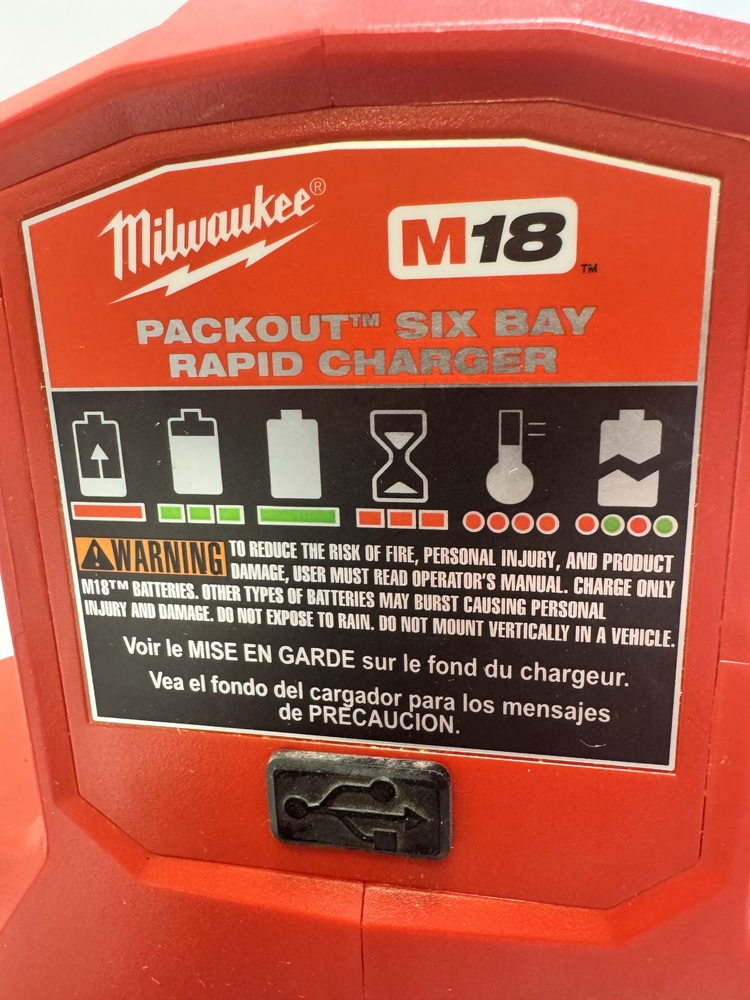 Milwaukee®
M18™
PACKOUT™ SIX BAY
RAPID CHARGER
WARNING TO REDUCE THE RISK OF FIRE, PERSONAL INJURY, AND PRODUCT
DAMAGE, USER MUST READ OPERATOR'S MANUAL. CHARGE ONLY
M18™ BATTERIES. OTHER TYPES OF BATTERIES MAY BURST CAUSING PERSONAL
INJURY AND DAMAGE. DO NOT EXPOSE TO RAIN. DO NOT MOUNT VERTICALLY IN A VEHICLE.
Voir le MISE EN GARDE sur le fond du chargeur.
Vea el fondo del cargador para los mensajes
de PRECAUCION.